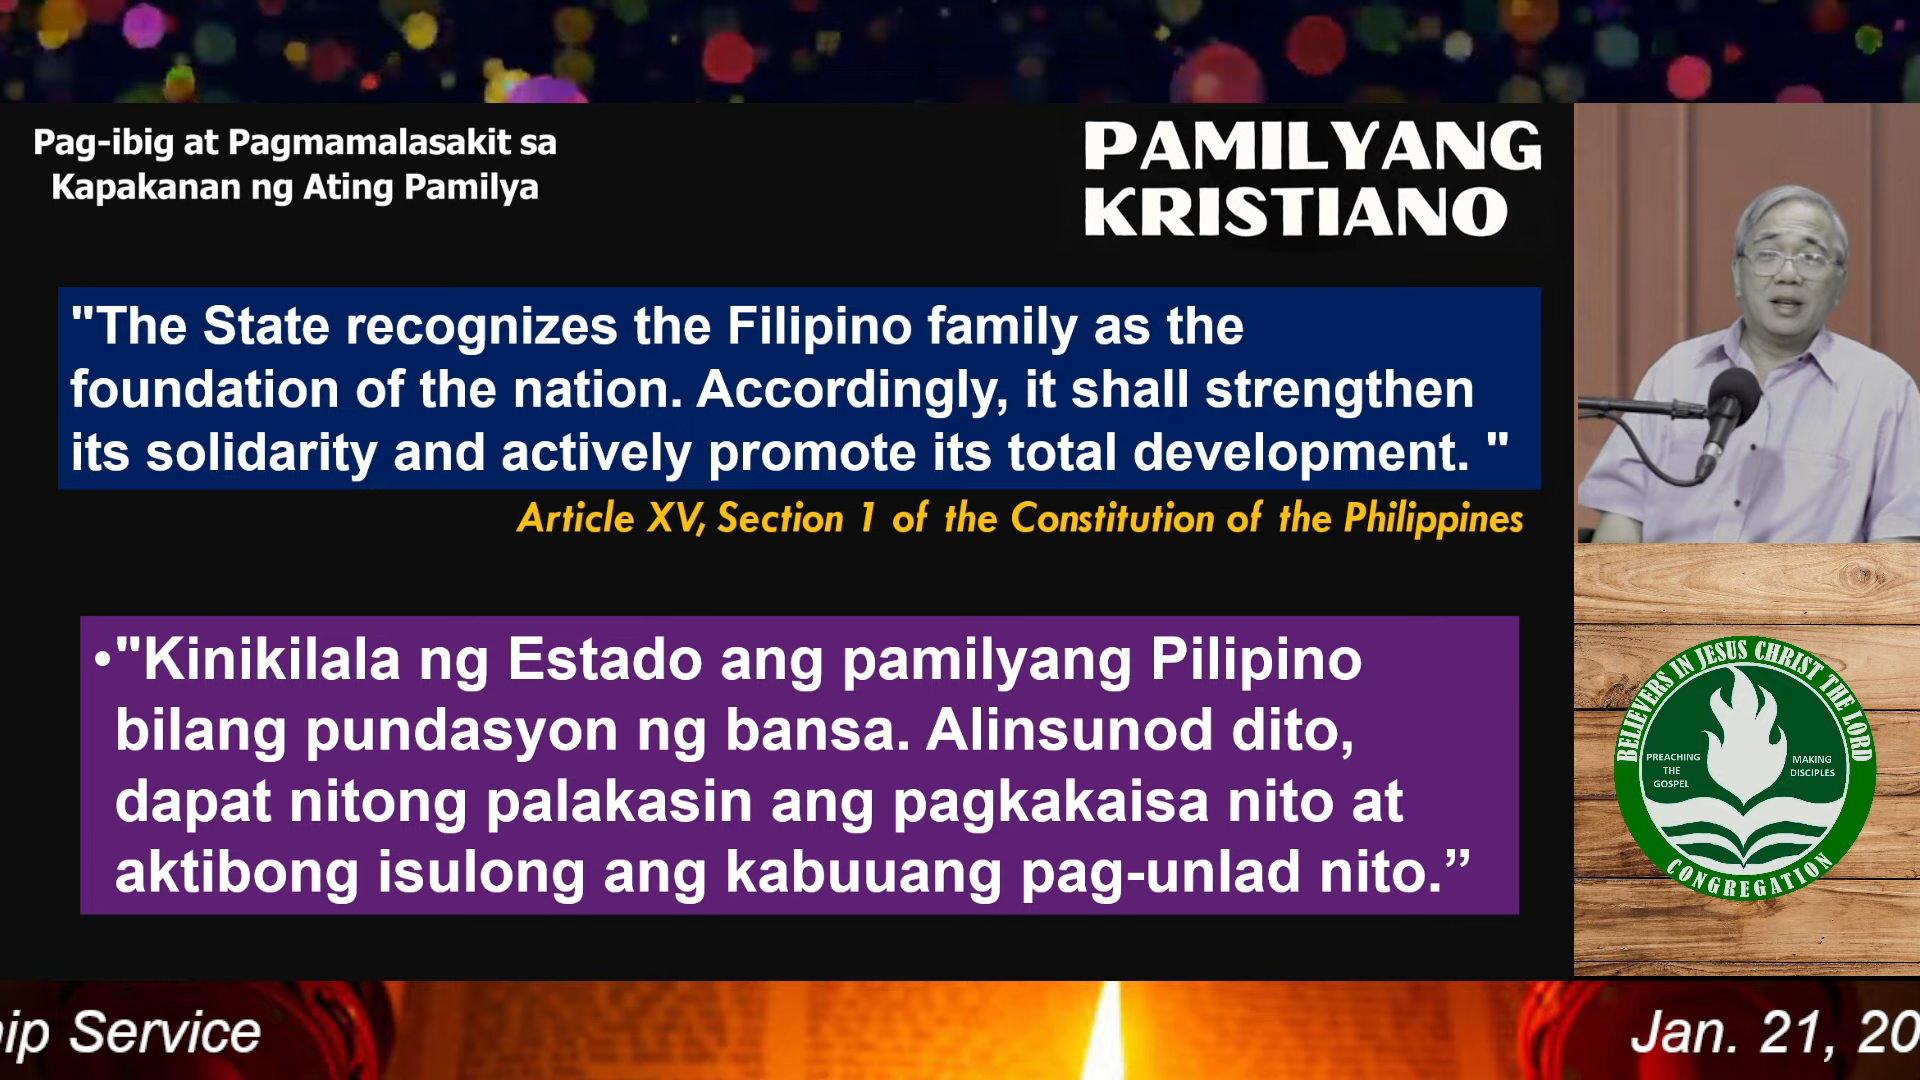 Pag-ibig at Pagmamalasakit sa
Kapakanan ng Ating Pamilya
PAMILYANG
KRISTIANO
"The State recognizes the Filipino family as the
foundation of the nation. Accordingly, it shall strengthen
its solidarity and actively promote its total development. "
Article XV, Section 1 of the Constitution of the Philippines
•"Kinikilala ng Estado ang pamilyang Pilipino
bilang pundasyon ng bansa. Alinsunod dito,
dapat nitong palakasin ang pagkakaisa nito at
aktibong isulong ang kabuuang pag-unlad nito.”
BELIEVERS IN JESUS CHRIST THE LORD
PREACHING
THE
GOSPEL
MAKING
DISCIPLES
CONGREGATION
ip Service
Jan. 21, 20